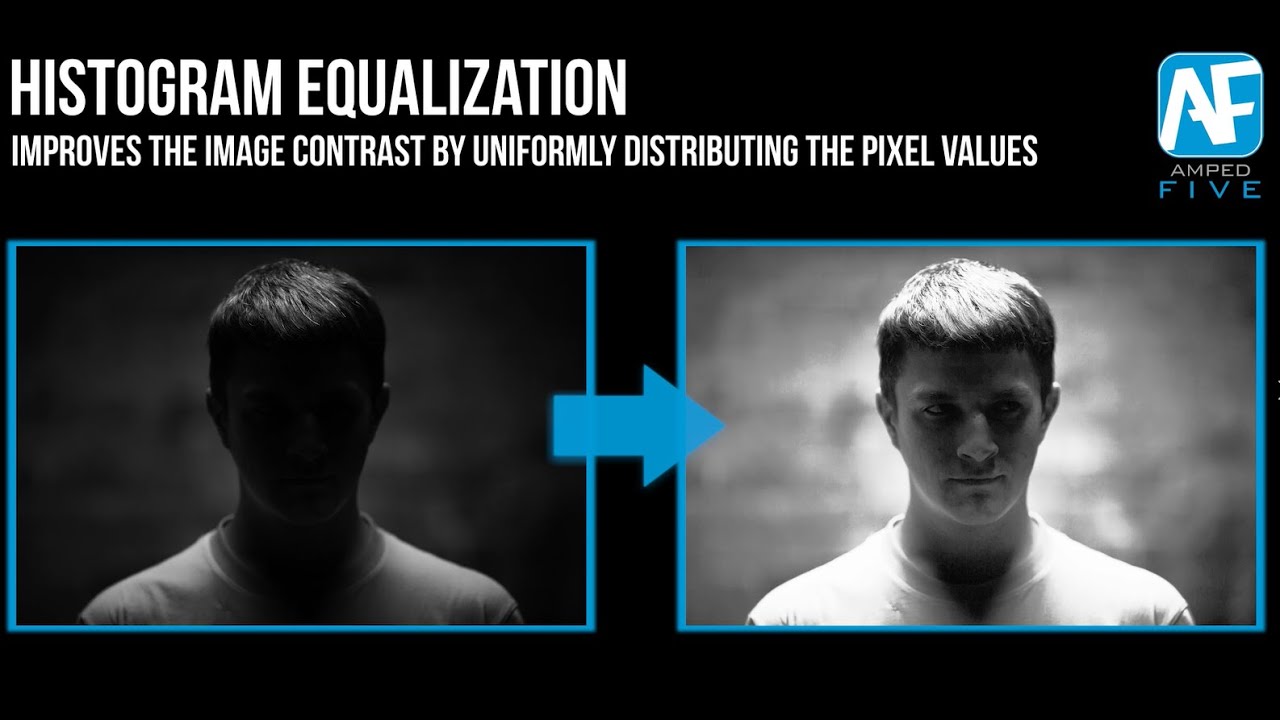 HISTOGRAM EQUALIZATION
IMPROVES THE IMAGE CONTRAST BY UNIFORMLY DISTRIBUTING THE PIXEL VALUES
AF
AMPED
FIVE